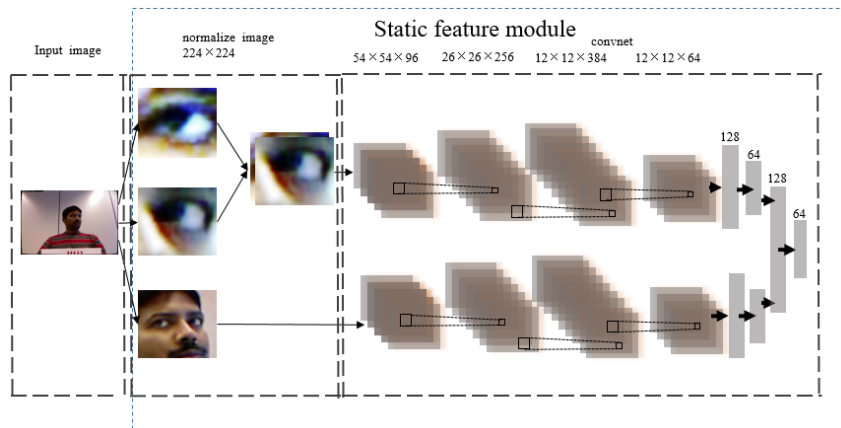 Static feature module
Input image
normalize image
224×224
convnet
54×54×96
26×26×256
12×12×384
12×12×64
128
64
128
64